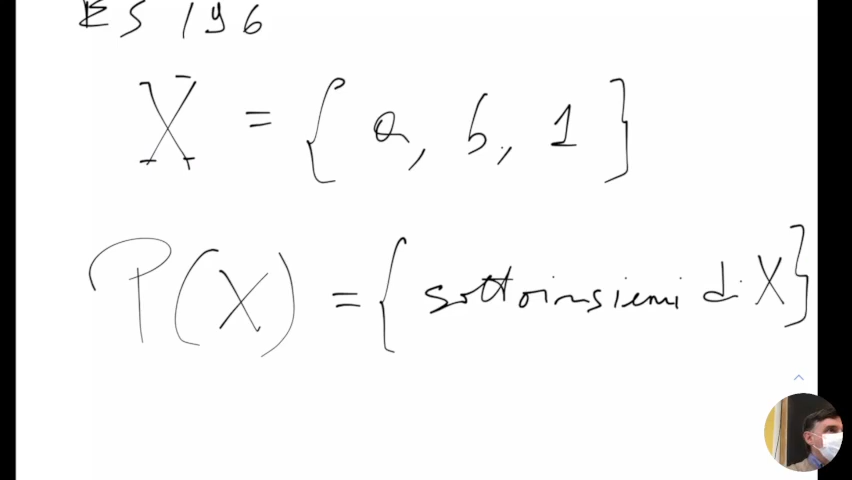 ES 196
X = { a, b, 1 }
P(X) = { sottoinsiemi di X }